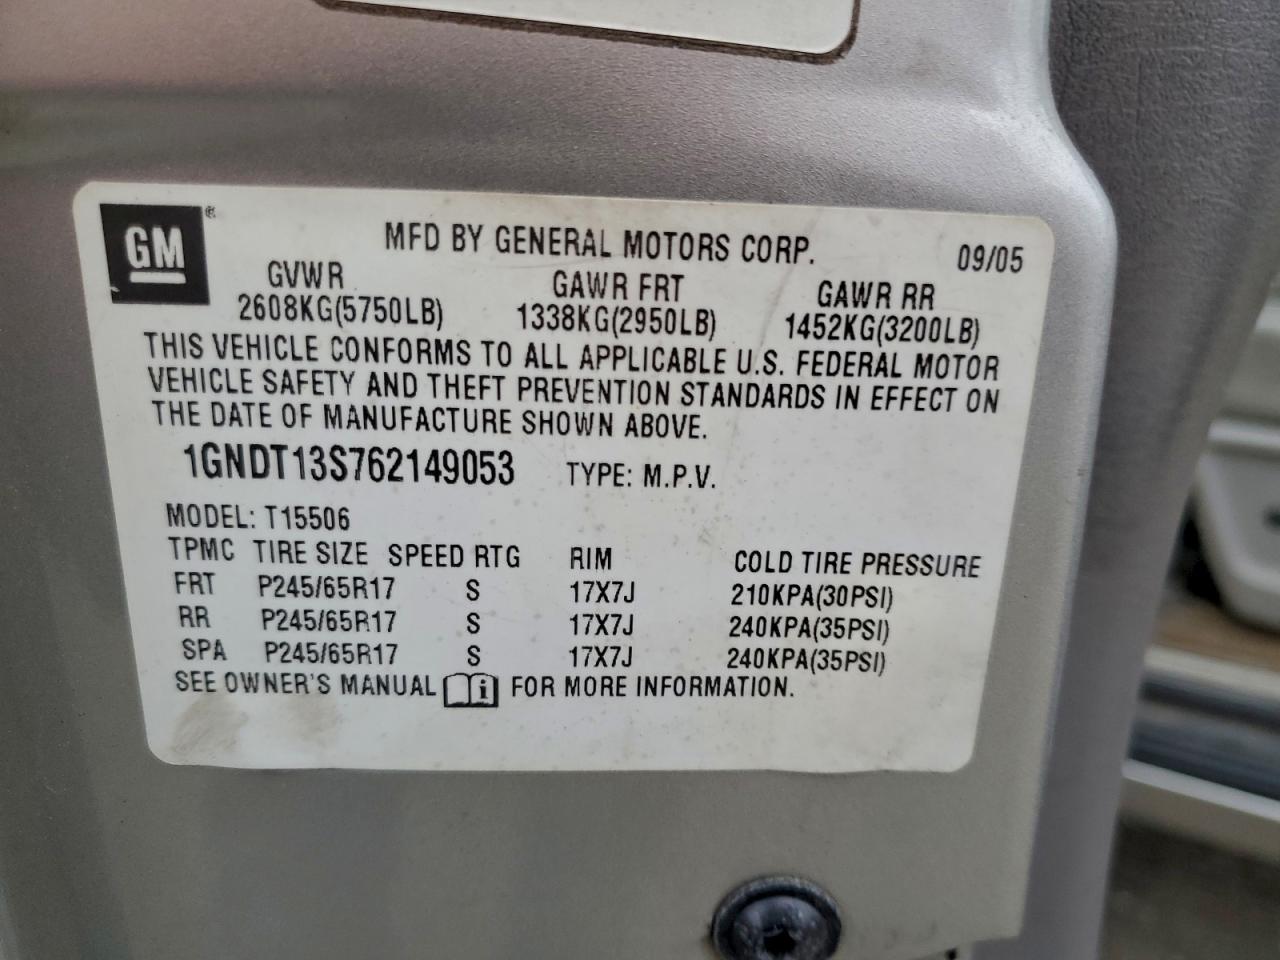 GM®
MFD BY GENERAL MOTORS CORP. 09/05
GVWR GAWR FRT GAWR RR
2608KG(5750LB) 1338KG(2950LB) 1452KG(3200LB)
THIS VEHICLE CONFORMS TO ALL APPLICABLE U.S. FEDERAL MOTOR
VEHICLE SAFETY AND THEFT PREVENTION STANDARDS IN EFFECT ON
THE DATE OF MANUFACTURE SHOWN ABOVE.
1GNDT13S762149053 TYPE: M.P.V.
MODEL: T15506
TPMC TIRE SIZE SPEED RTG RIM COLD TIRE PRESSURE
FRT P245/65R17 S 17X7J 210KPA(30PSI)
RR P245/65R17 S 17X7J 240KPA(35PSI)
SPA P245/65R17 S 17X7J 240KPA(35PSI)
SEE OWNER'S MANUAL i FOR MORE INFORMATION.